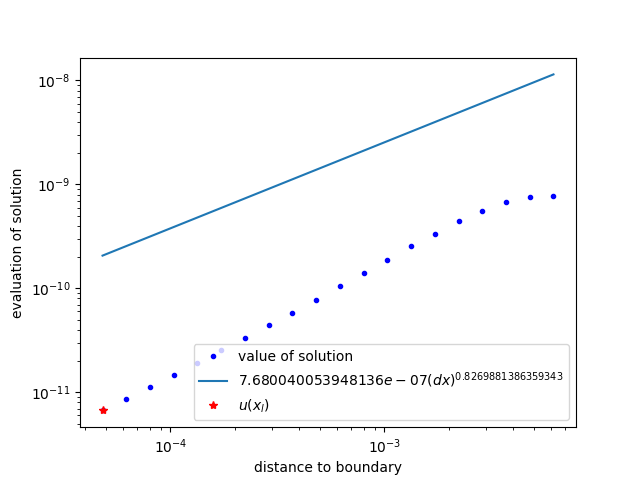 10^{-8}
10^{-9}
10^{-10}
10^{-11}
evaluation of solution
value of solution
7.680040053948136e − 07(dx)^{0.8269881386359343}
u(x_l)
10^{-4}
10^{-3}
distance to boundary